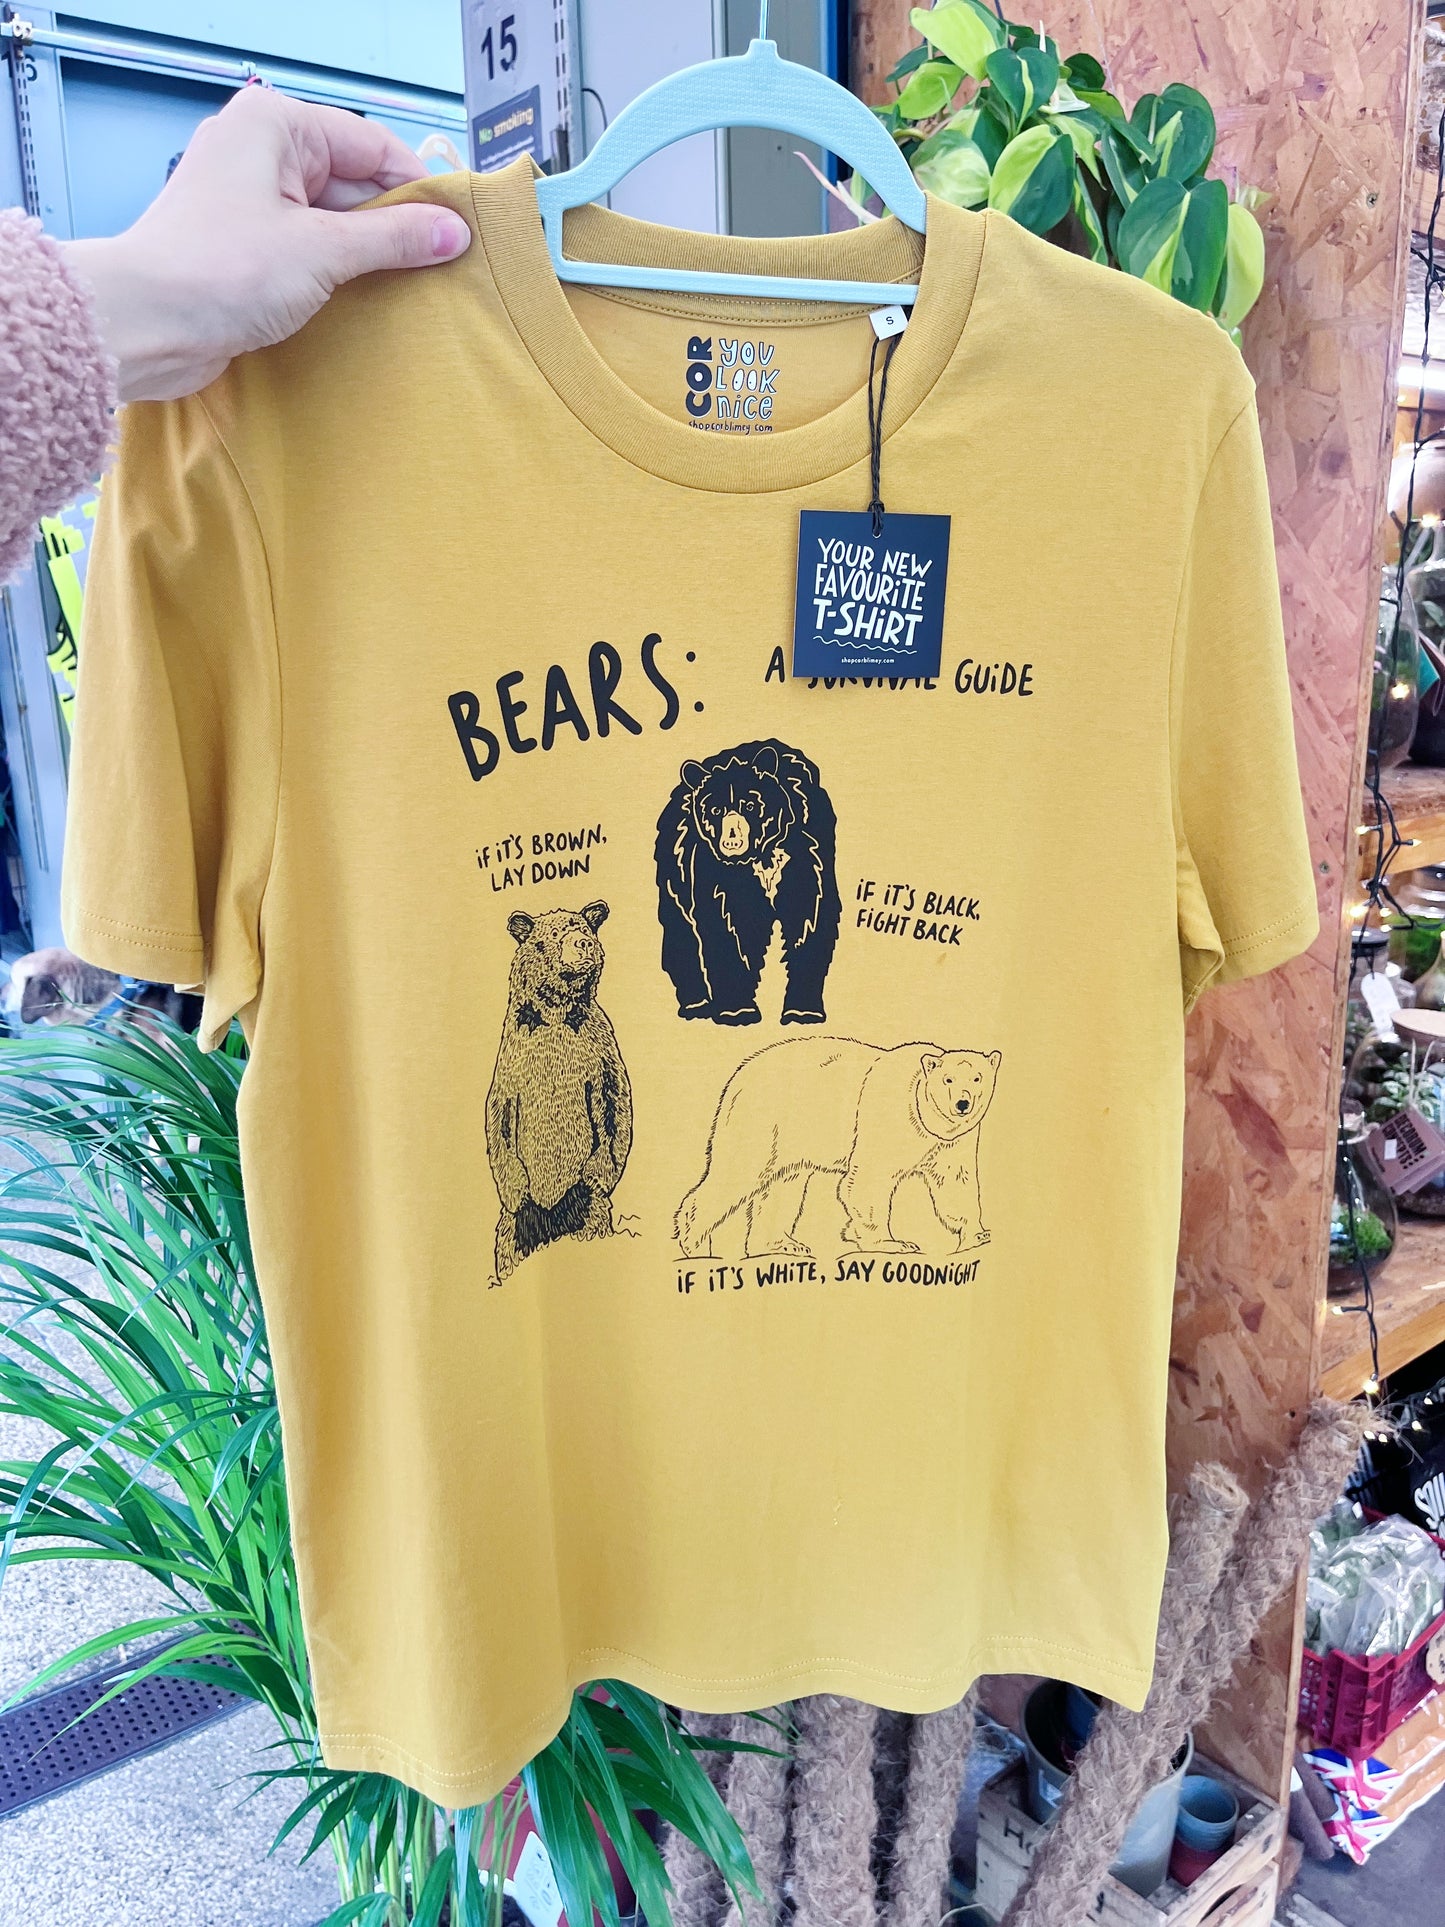 15
No smoking
S
COR
YOU
LOOK
NiCE
shopcorblimey.com
YOUR NEW
FAVOURiTE
T-SHiRT
shopcorblimey.com
BEARS: A SURVIVAL GUiDE
iF iT'S BROWN,
LAY DOWN
iF iT'S BLACK,
FiGHT BACK
iF iT'S WHiTE, SAY GOODNiGHT